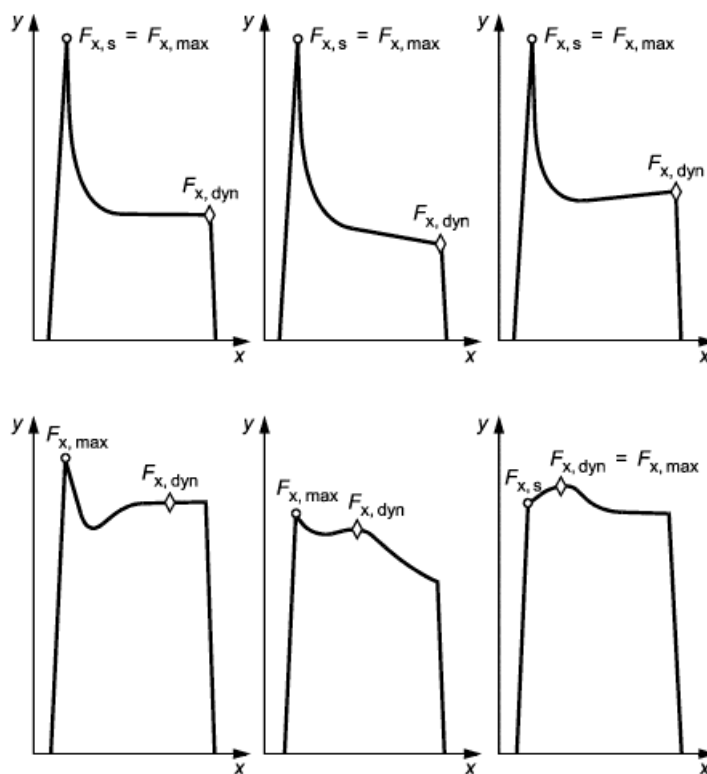 y
F x, s = F x, max
F x, dyn
x
y
F x, s = F x, max
F x, dyn
x
y
F x, s = F x, max
F x, dyn
x
y
F x, max
F x, dyn
x
y
F x, max
F x, dyn
x
y
F x, s
F x, dyn = F x, max
x